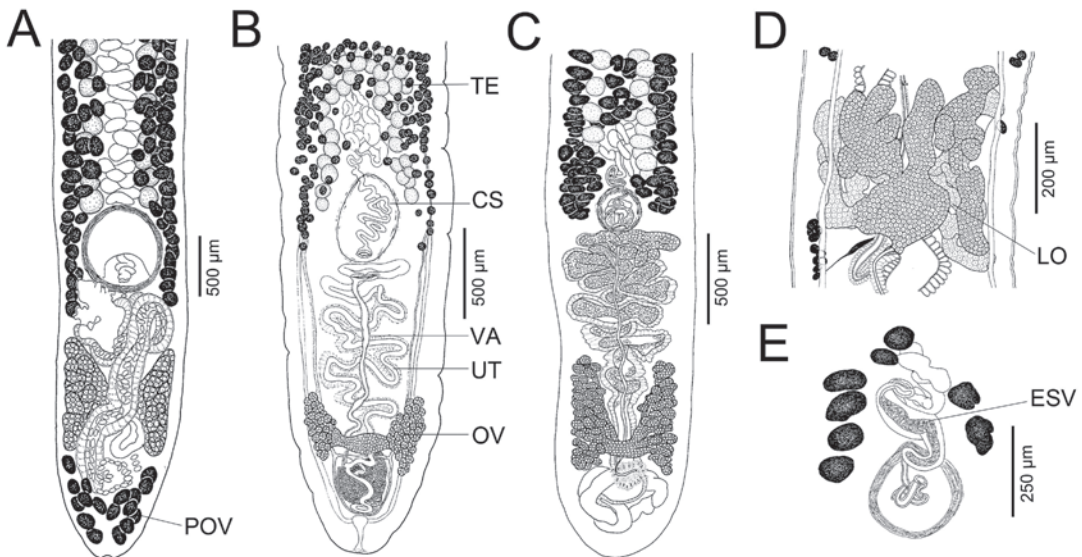 A
B
C
D
E
TE
CS
VA
UT
OV
POV
LO
ESV
500 µm
500 µm
500 µm
200 µm
250 µm